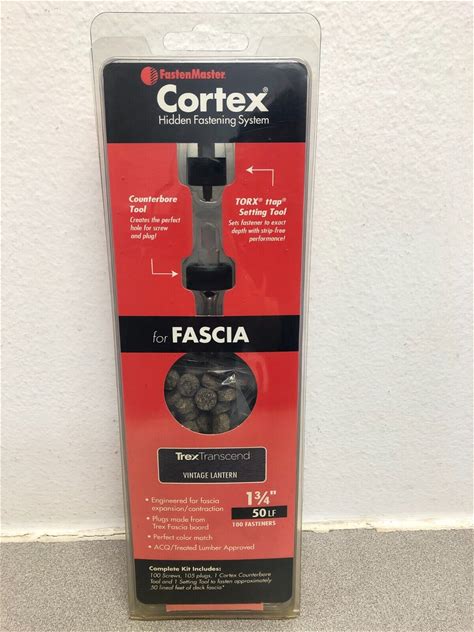 FastenMaster
Cortex®
Hidden Fastening System
Counterbore
Tool
Creates the perfect
hole for screw
and plug!
TORX® ttap®
Setting Tool
Sets fastener to exact
depth with strip-free
performance!
for FASCIA
TrexTranscend
VINTAGE LANTERN
• Engineered for fascia
expansion/contraction
• Plugs made from
Trex Fascia board
• Perfect color match
• ACQ/Treated Lumber Approved
1¾"
50 LF
100 FASTENERS
Complete Kit Includes:
100 Screws, 105 plugs, 1 Cortex Counterbore
Tool and 1 Setting Tool to fasten approximately
50 lineal feet of deck fascia*